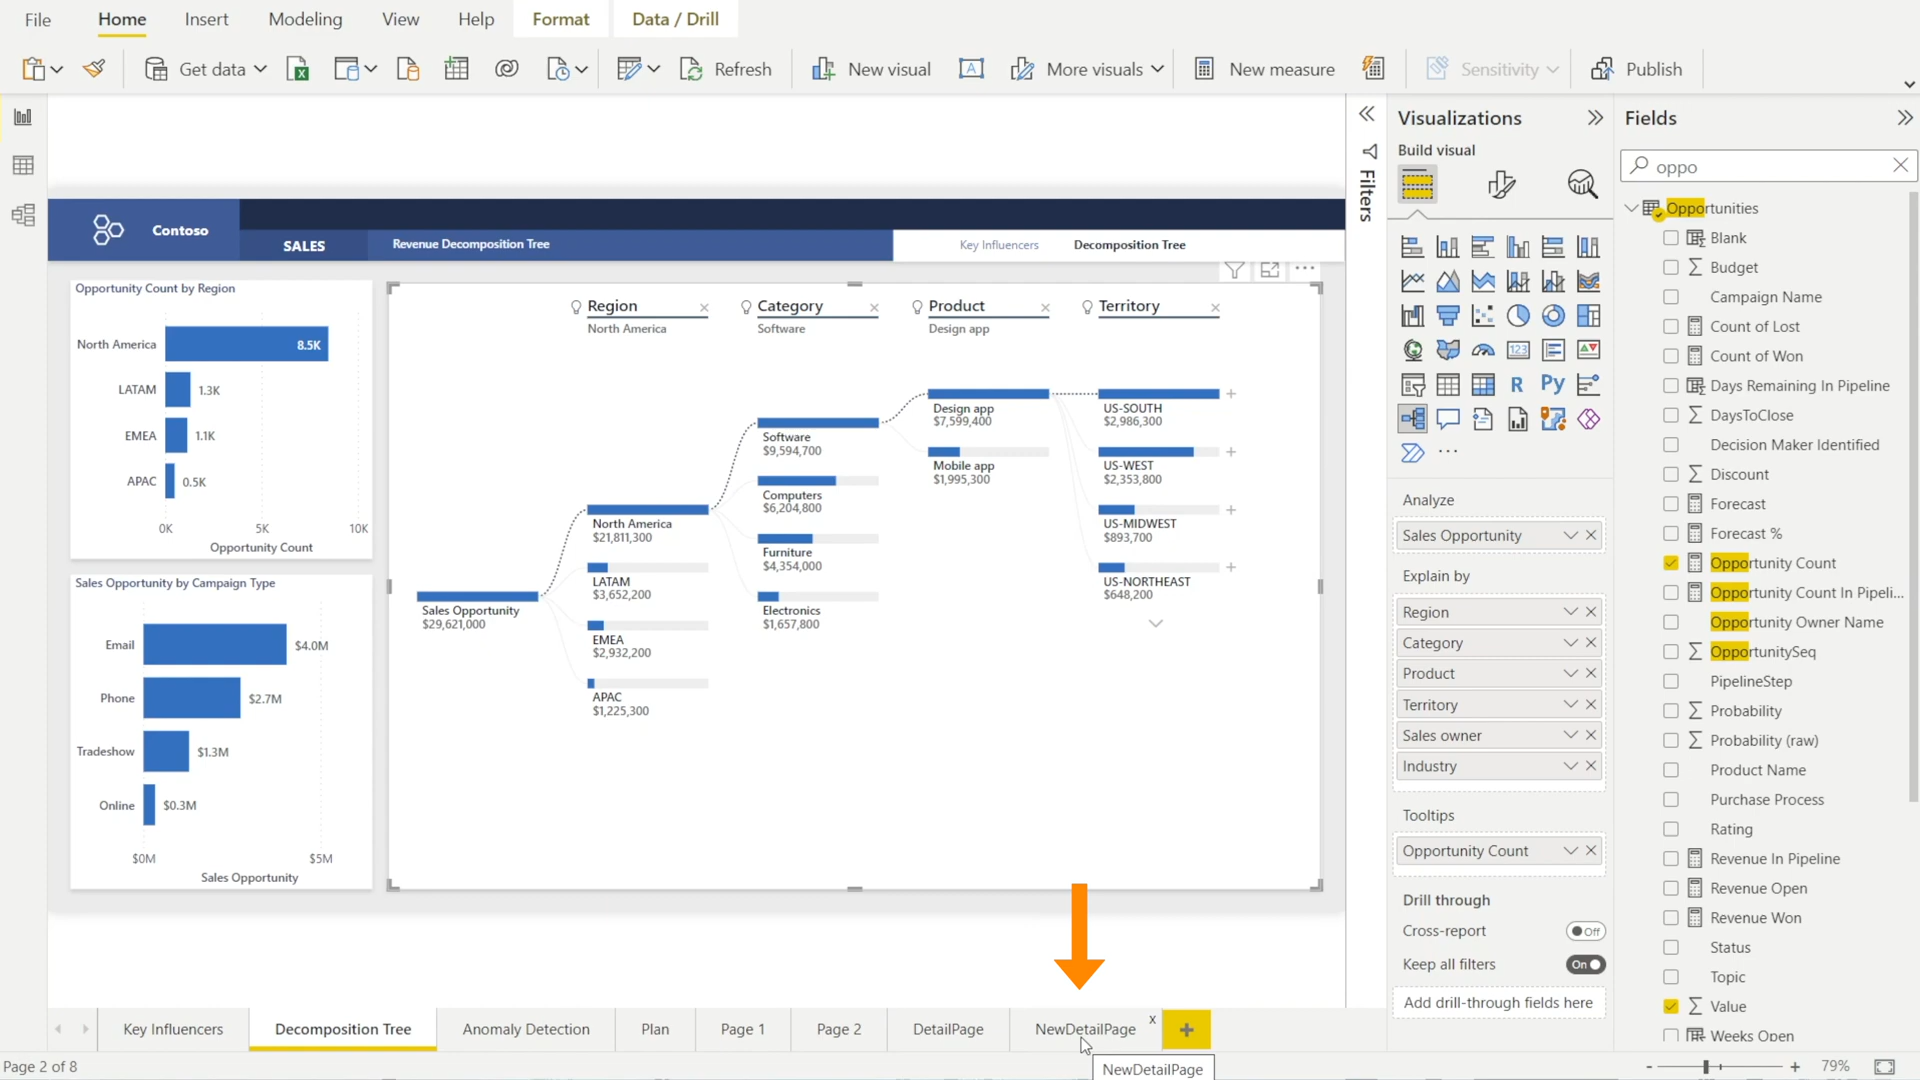 File Home Insert Modeling View Help Format Data / Drill
Get data Refresh New visual A More visuals New measure Sensitivity Publish
Contoso
SALES Revenue Decomposition Tree Key Influencers Decomposition Tree
Opportunity Count by Region
North America 8.5K
LATAM 1.3K
EMEA 1.1K
APAC 0.5K
0K 5K 10K
Opportunity Count
Sales Opportunity by Campaign Type
Email $4.0M
Phone $2.7M
Tradeshow $1.3M
Online $0.3M
$0M $5M
Sales Opportunity
Region Category Product Territory
North America Software Design app
Sales Opportunity
$29,621,000
North America
$21,811,300
LATAM
$3,652,200
EMEA
$2,932,200
APAC
$1,225,300
Software
$9,594,700
Computers
$6,204,800
Furniture
$4,354,000
Electronics
$1,657,800
Design app
$7,599,400
Mobile app
$1,995,300
US-SOUTH
$2,986,300
US-WEST
$2,353,800
US-MIDWEST
$893,700
US-NORTHEAST
$648,200
Filters
Visualizations
Build visual
123
R Py
Analyze
Sales Opportunity
Explain by
Region
Category
Product
Territory
Sales owner
Industry
Tooltips
Opportunity Count
Drill through
Cross-report Off
Keep all filters On
Add drill-through fields here
Fields
oppo
Opportunities
Blank
Budget
Campaign Name
Count of Lost
Count of Won
Days Remaining In Pipeline
DaysToClose
Decision Maker Identified
Discount
Forecast
Forecast %
Opportunity Count
Opportunity Count In Pipeli...
Opportunity Owner Name
OpportunitySeq
PipelineStep
Probability
Probability (raw)
Product Name
Purchase Process
Rating
Revenue In Pipeline
Revenue Open
Revenue Won
Status
Topic
Value
Weeks Open
Key Influencers Decomposition Tree Anomaly Detection Plan Page 1 Page 2 DetailPage NewDetailPage x
NewDetailPage
Page 2 of 8 79%